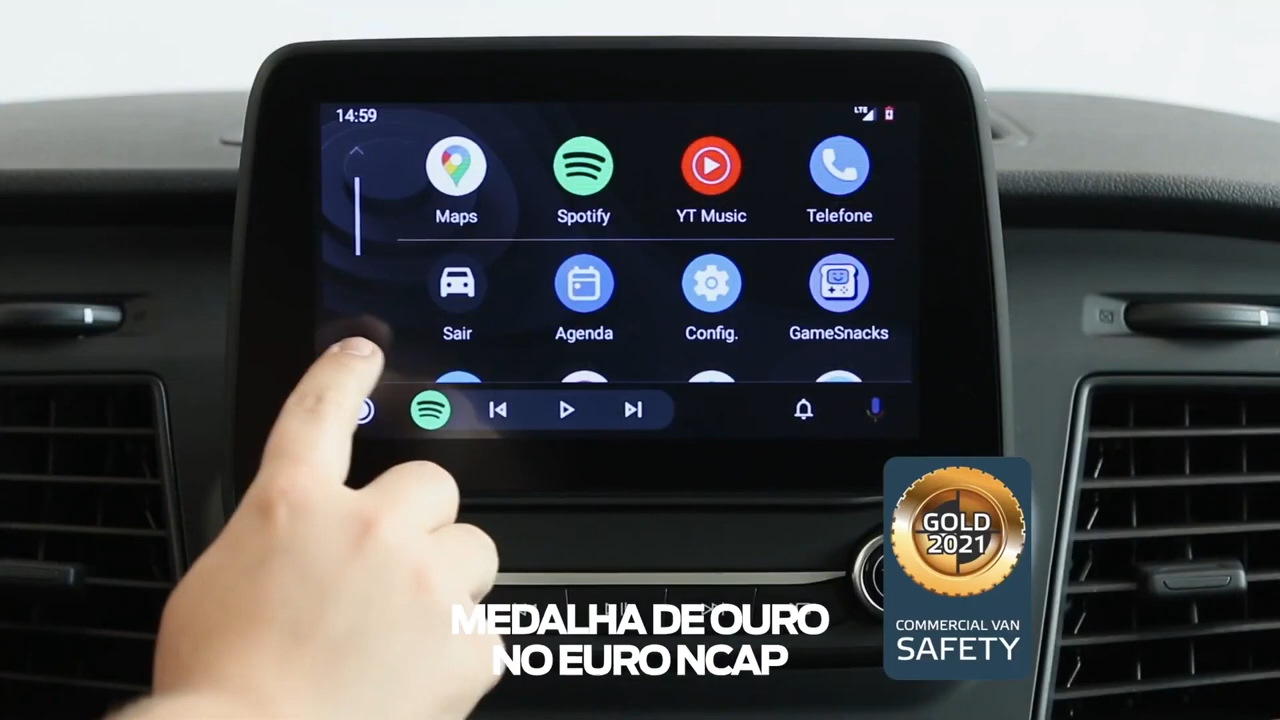 14:59
LTE
Maps
Spotify
YT Music
Telefone
Sair
Agenda
Config.
GameSnacks
GOLD
2021
COMMERCIAL VAN
SAFETY
MEDALHA DE OURO
NO EURO NCAP